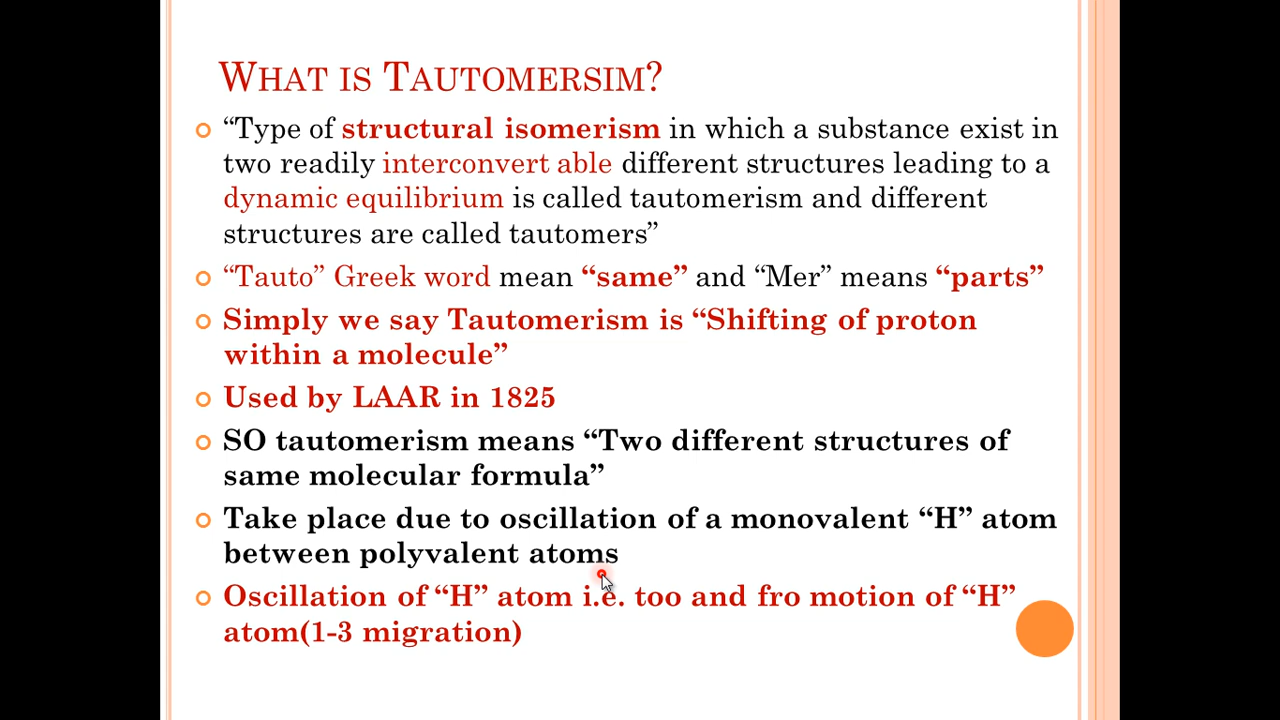 WHAT IS TAUTOMERSIM?
“Type of structural isomerism in which a substance exist in
two readily interconvert able different structures leading to a
dynamic equilibrium is called tautomerism and different
structures are called tautomers”
“Tauto” Greek word mean “same” and “Mer” means “parts”
Simply we say Tautomerism is “Shifting of proton
within a molecule”
Used by LAAR in 1825
SO tautomerism means “Two different structures of
same molecular formula”
Take place due to oscillation of a monovalent “H” atom
between polyvalent atoms
Oscillation of “H” atom i.e. too and fro motion of “H”
atom(1-3 migration)